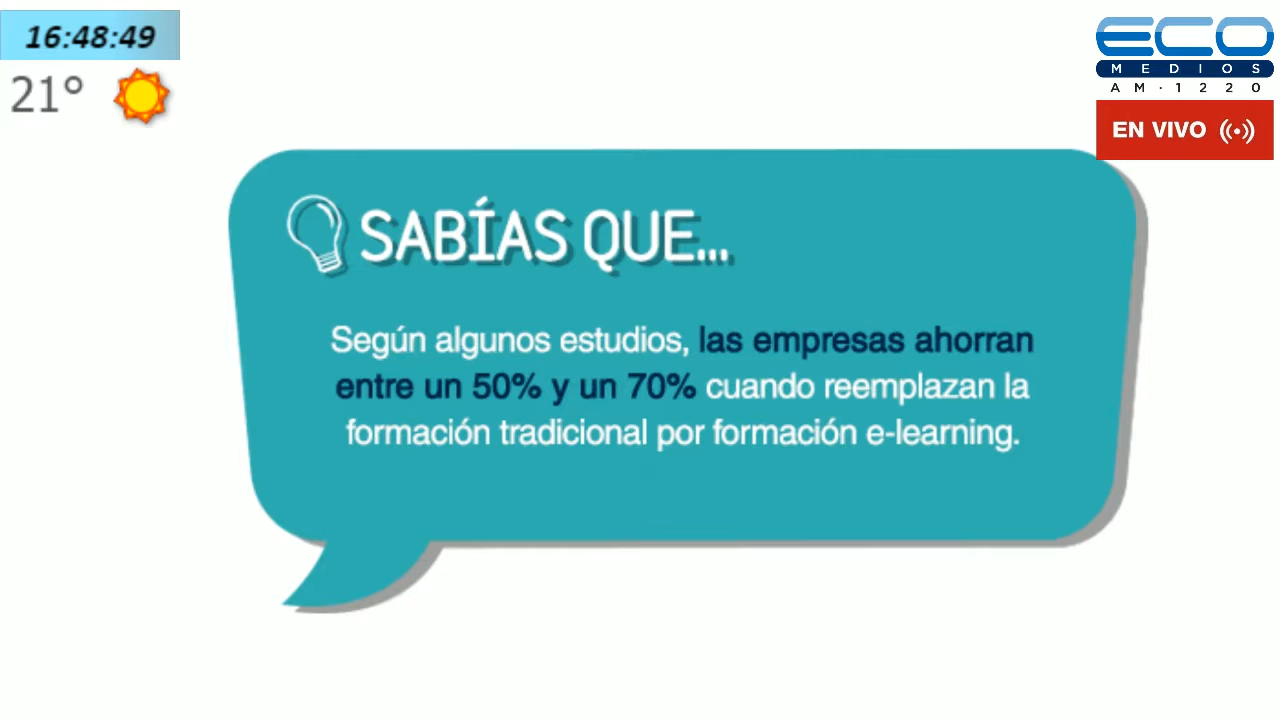 16:48:49
21°
ECO
MEDIOS
AM·1220
EN VIVO
SABÍAS QUE...
Según algunos estudios, las empresas ahorran
entre un 50% y un 70% cuando reemplazan la
formación tradicional por formación e-learning.